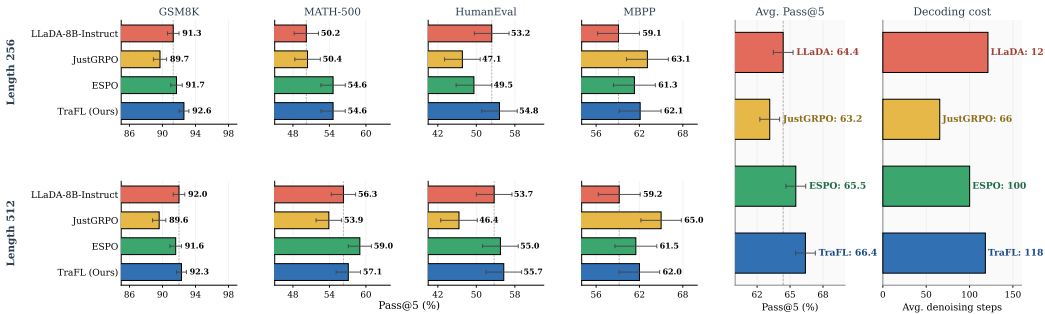 GSM8K
MATH-500
HumanEval
MBPP
Avg. Pass@5
Decoding cost
Length 256
LLaDA-8B-Instruct
JustGRPO
ESPO
TraFL (Ours)
91.3
89.7
91.7
92.6
86 91 98
50.2
50.4
54.6
54.6
48 54 60
53.2
47.1
49.5
54.8
42 50 58
59.1
63.1
61.3
62.1
56 62 68
Length 512
LLaDA-8B-Instruct
JustGRPO
ESPO
TraFL (Ours)
92.0
89.6
91.6
92.3
86 91 98
56.3
53.9
59.0
57.1
48 54 60
53.7
46.4
55.0
55.7
42 50 58
59.2
65.0
61.5
62.0
56 62 68
Pass@5 (%)
LLaDA: 64.4
JustGRPO: 63.2
ESPO: 65.5
TraFL: 66.4
62 65 68
Pass@5 (%)
LLaDA: 12
JustGRPO: 66
ESPO: 100
TraFL: 118
0 50 100 150
Avg. denoising steps